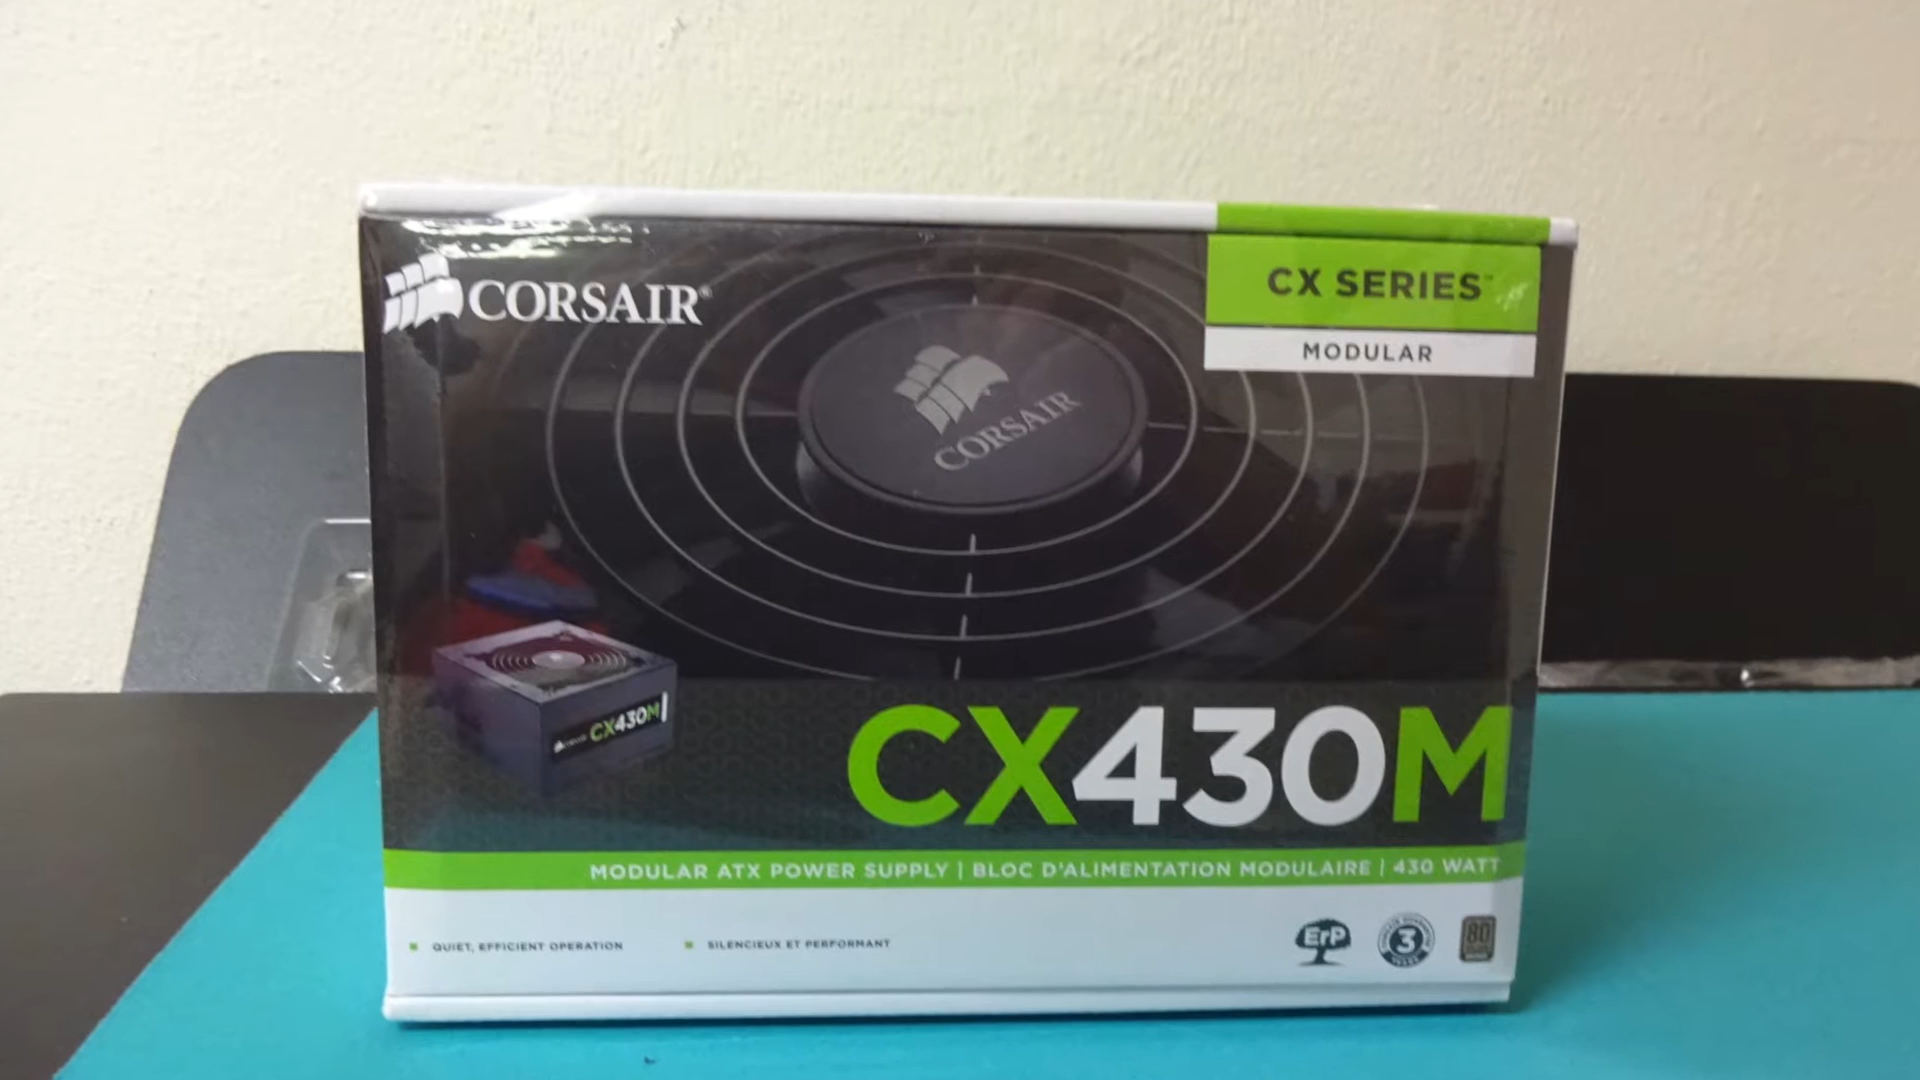 CORSAIR®
CX SERIES™
MODULAR
CORSAIR
CX430M
CX430M
MODULAR ATX POWER SUPPLY | BLOC D'ALIMENTATION MODULAIRE | 430 WATT
QUIET, EFFICIENT OPERATION
SILENCIEUX ET PERFORMANT
ErP
3
80